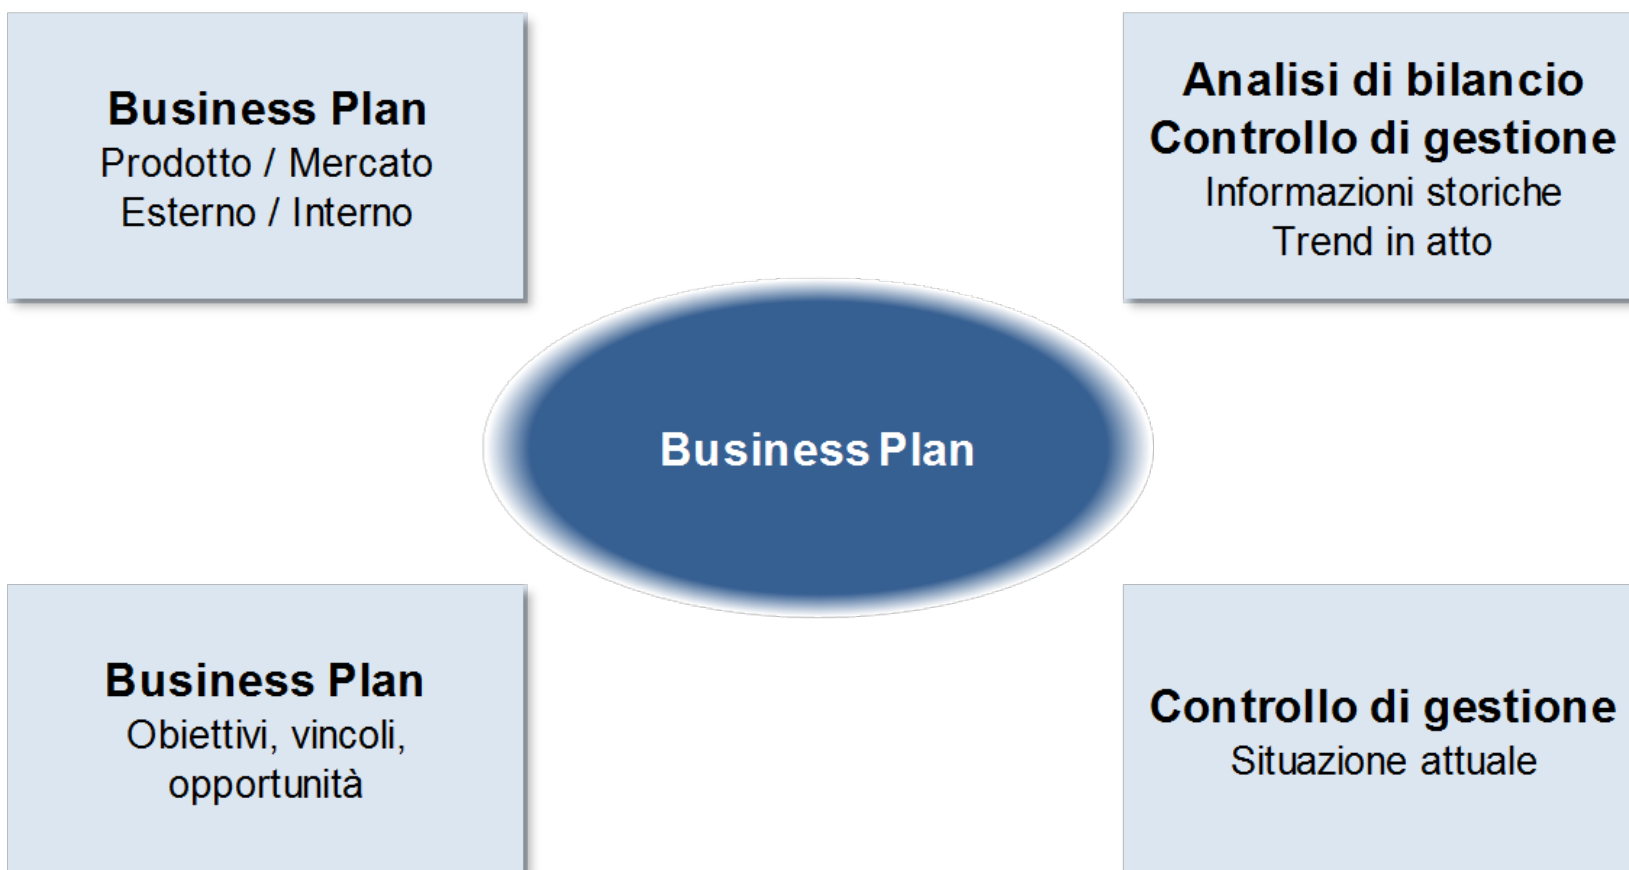 Business Plan
Prodotto / Mercato
Esterno / Interno
Analisi di bilancio
Controllo di gestione
Informazioni storiche
Trend in atto
Business Plan
Business Plan
Obiettivi, vincoli,
opportunità
Controllo di gestione
Situazione attuale